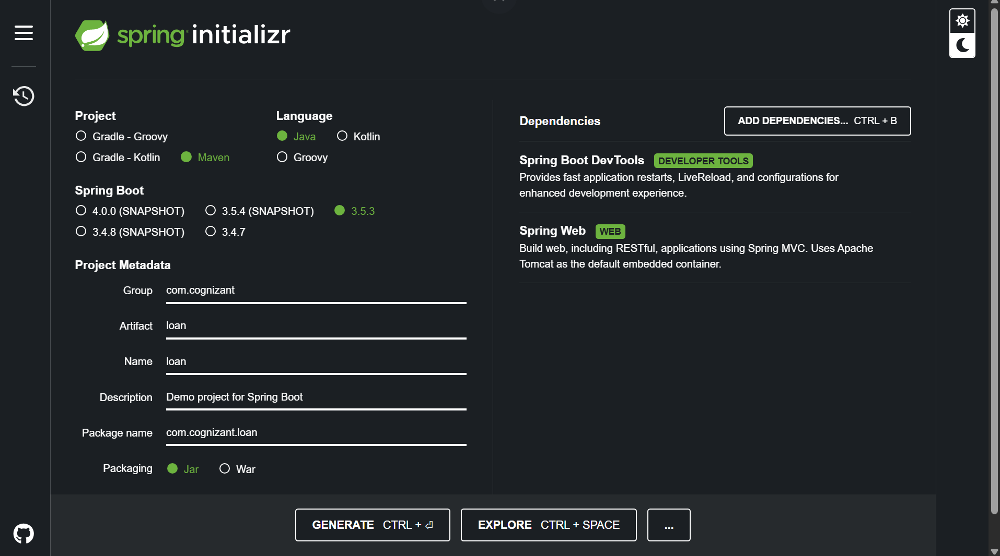 spring initializr
Project
Gradle - Groovy
Gradle - Kotlin Maven
Language
Java Kotlin
Groovy
Spring Boot
4.0.0 (SNAPSHOT) 3.5.4 (SNAPSHOT) 3.5.3
3.4.8 (SNAPSHOT) 3.4.7
Project Metadata
Group com.cognizant
Artifact loan
Name loan
Description Demo project for Spring Boot
Package name com.cognizant.loan
Packaging Jar War
Dependencies
ADD DEPENDENCIES... CTRL + B
Spring Boot DevTools DEVELOPER TOOLS
Provides fast application restarts, LiveReload, and configurations for
enhanced development experience.
Spring Web WEB
Build web, including RESTful, applications using Spring MVC. Uses Apache
Tomcat as the default embedded container.
GENERATE CTRL + ⏎
EXPLORE CTRL + SPACE
...